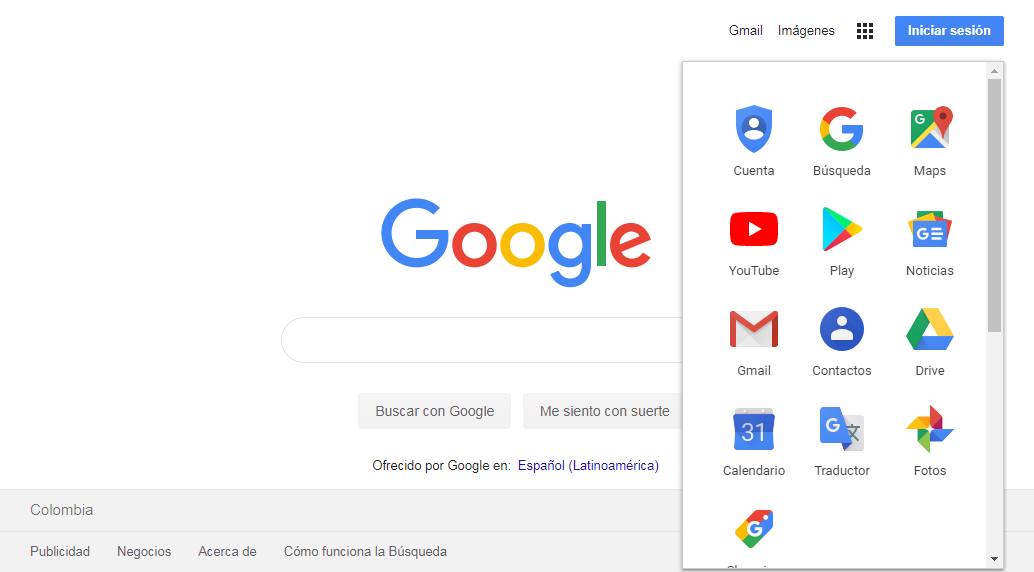 Gmail Imágenes Iniciar sesión
Cuenta Búsqueda Maps
YouTube Play Noticias
Gmail Contactos Drive
31
Calendario Traductor Fotos
Google
Buscar con Google Me siento con suerte
Ofrecido por Google en: Español (Latinoamérica)
Colombia
Publicidad Negocios Acerca de Cómo funciona la Búsqueda